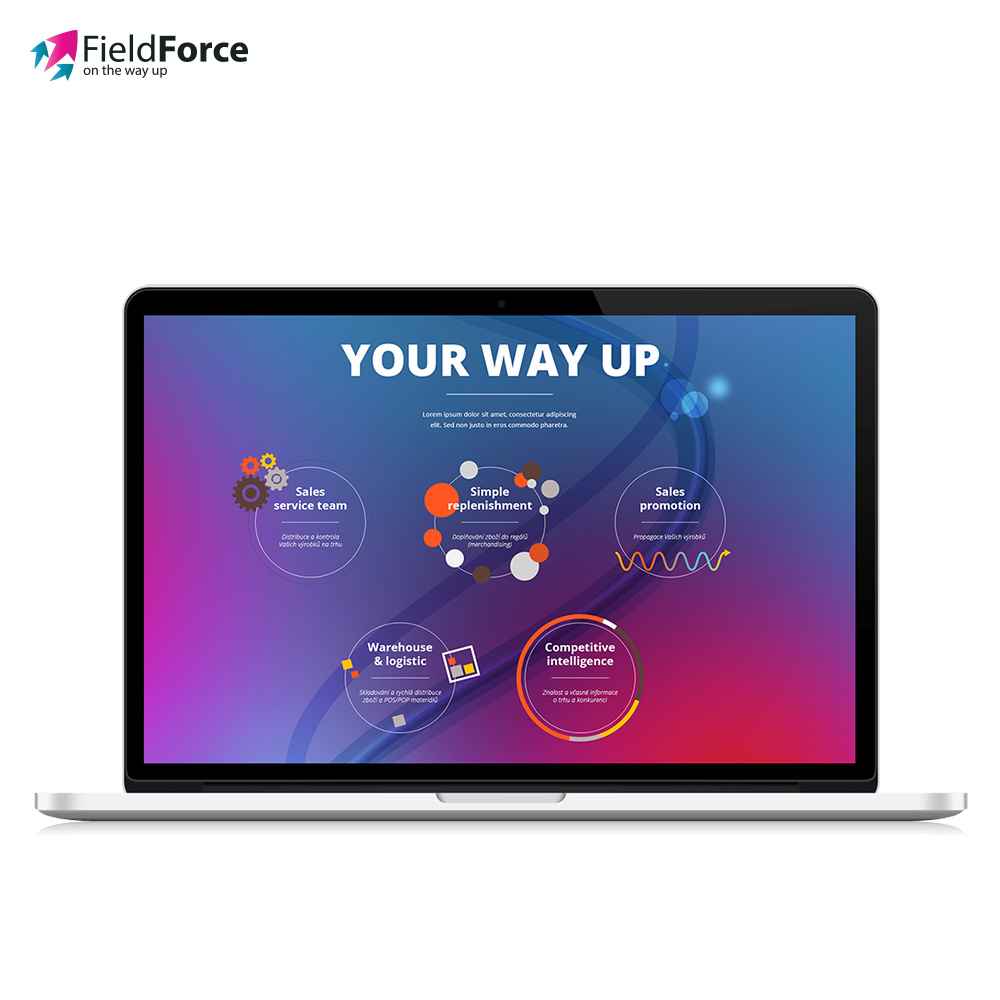 FieldForce
on the way up
YOUR WAY UP
Lorem ipsum dolor sit amet, consectetur adipiscing
elit. Sed non justo in eros commodo pharetra.
Sales
service team
Distribuce a kontrola
Vašich výrobků na trhu
Simple
replenishment
Doplňování zboží do regálů
(merchandising)
Sales
promotion
Propagace Vašich výrobků
Warehouse
& logistic
Skladování a rychlá distribuce
zboží a POS/POP materiálů
Competitive
intelligence
Znalost a včasné informace
o trhu a konkurenci